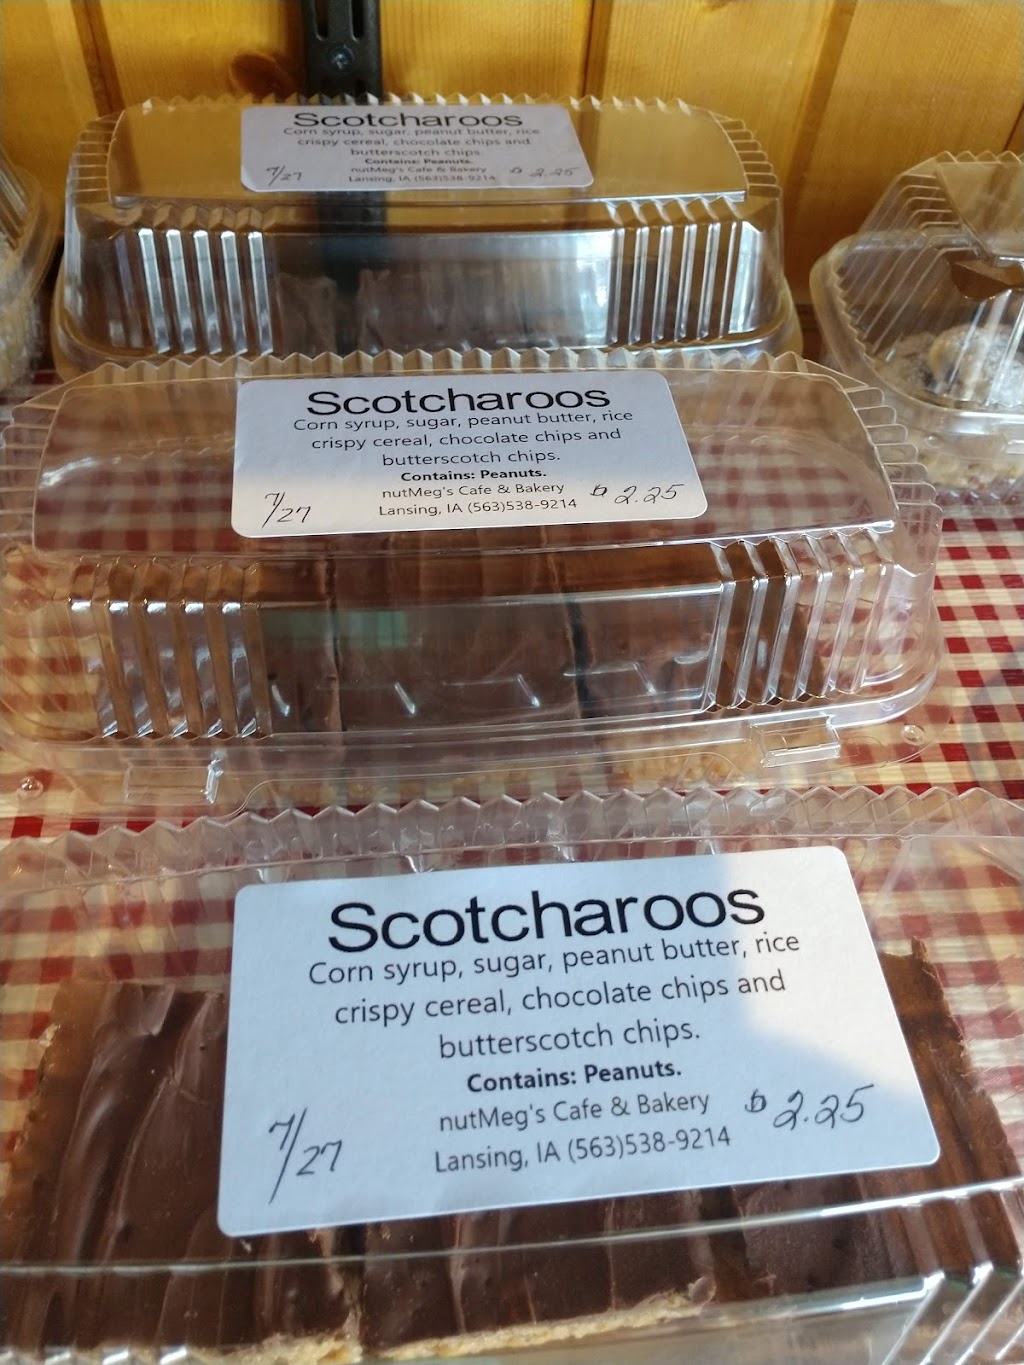 Scotcharoos
Corn syrup, sugar, peanut butter, rice
crispy cereal, chocolate chips and
butterscotch chips.
Contains: Peanuts.
nutMeg's Cafe & Bakery
7/27 Lansing, IA (563)538-9214 $ 2.25
Scotcharoos
Corn syrup, sugar, peanut butter, rice
crispy cereal, chocolate chips and
butterscotch chips.
Contains: Peanuts.
nutMeg's Cafe & Bakery $ 2.25
7/27 Lansing, IA (563)538-9214
Scotcharoos
Corn syrup, sugar, peanut butter, rice
crispy cereal, chocolate chips and
butterscotch chips.
Contains: Peanuts.
nutMeg's Cafe & Bakery $ 2.25
7/27 Lansing, IA (563)538-9214